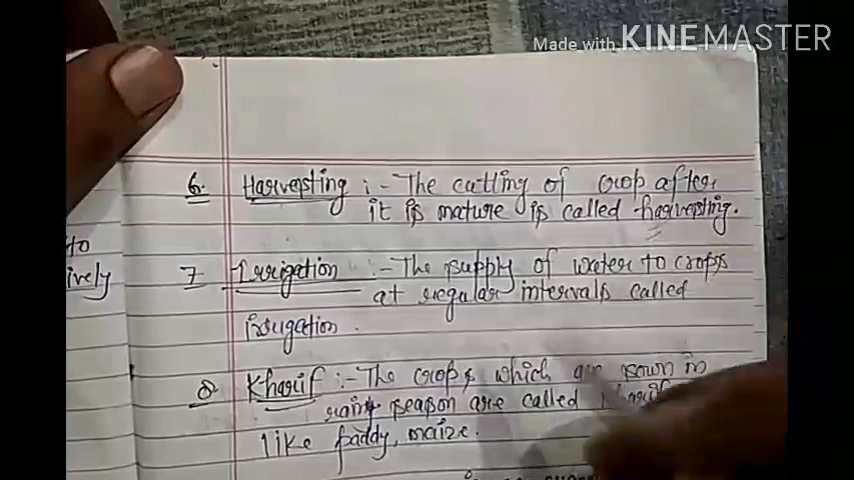 Made with KINEMASTER
6. Harvesting :- The cutting of crop after
it is mature is called harvesting.
to
ively
7 Irrigation :- The supply of water to crops
at regular intervals called
irrigation.
8 Kharif :- The crops which are sown in
rainy season are called Kharif
like paddy, maize.